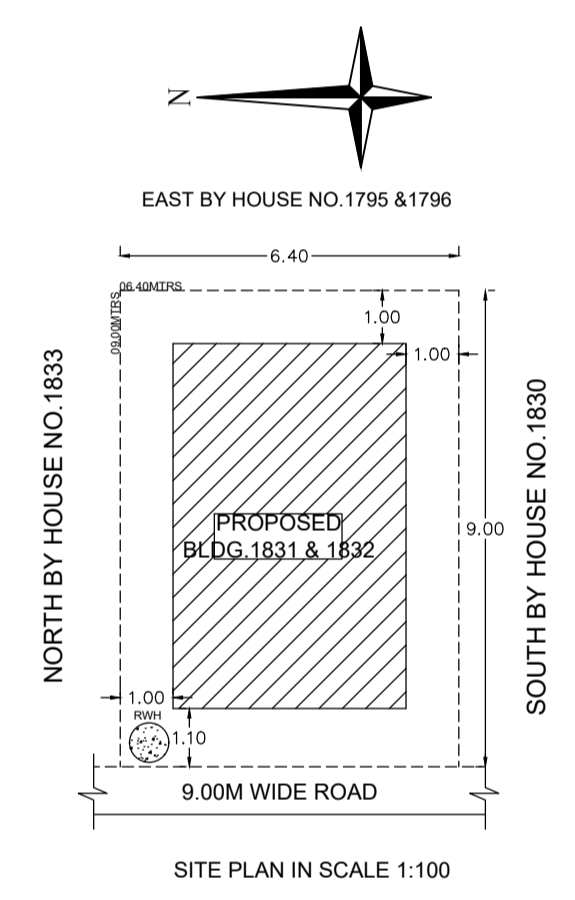 N
EAST BY HOUSE NO.1795 &1796
6.40
06.40MTRS
09.00MTRS
1.00
1.00
NORTH BY HOUSE NO.1833
SOUTH BY HOUSE NO.1830
PROPOSED
BLDG.1831 & 1832
9.00
1.00
RWH
1.10
9.00M WIDE ROAD
SITE PLAN IN SCALE 1:100